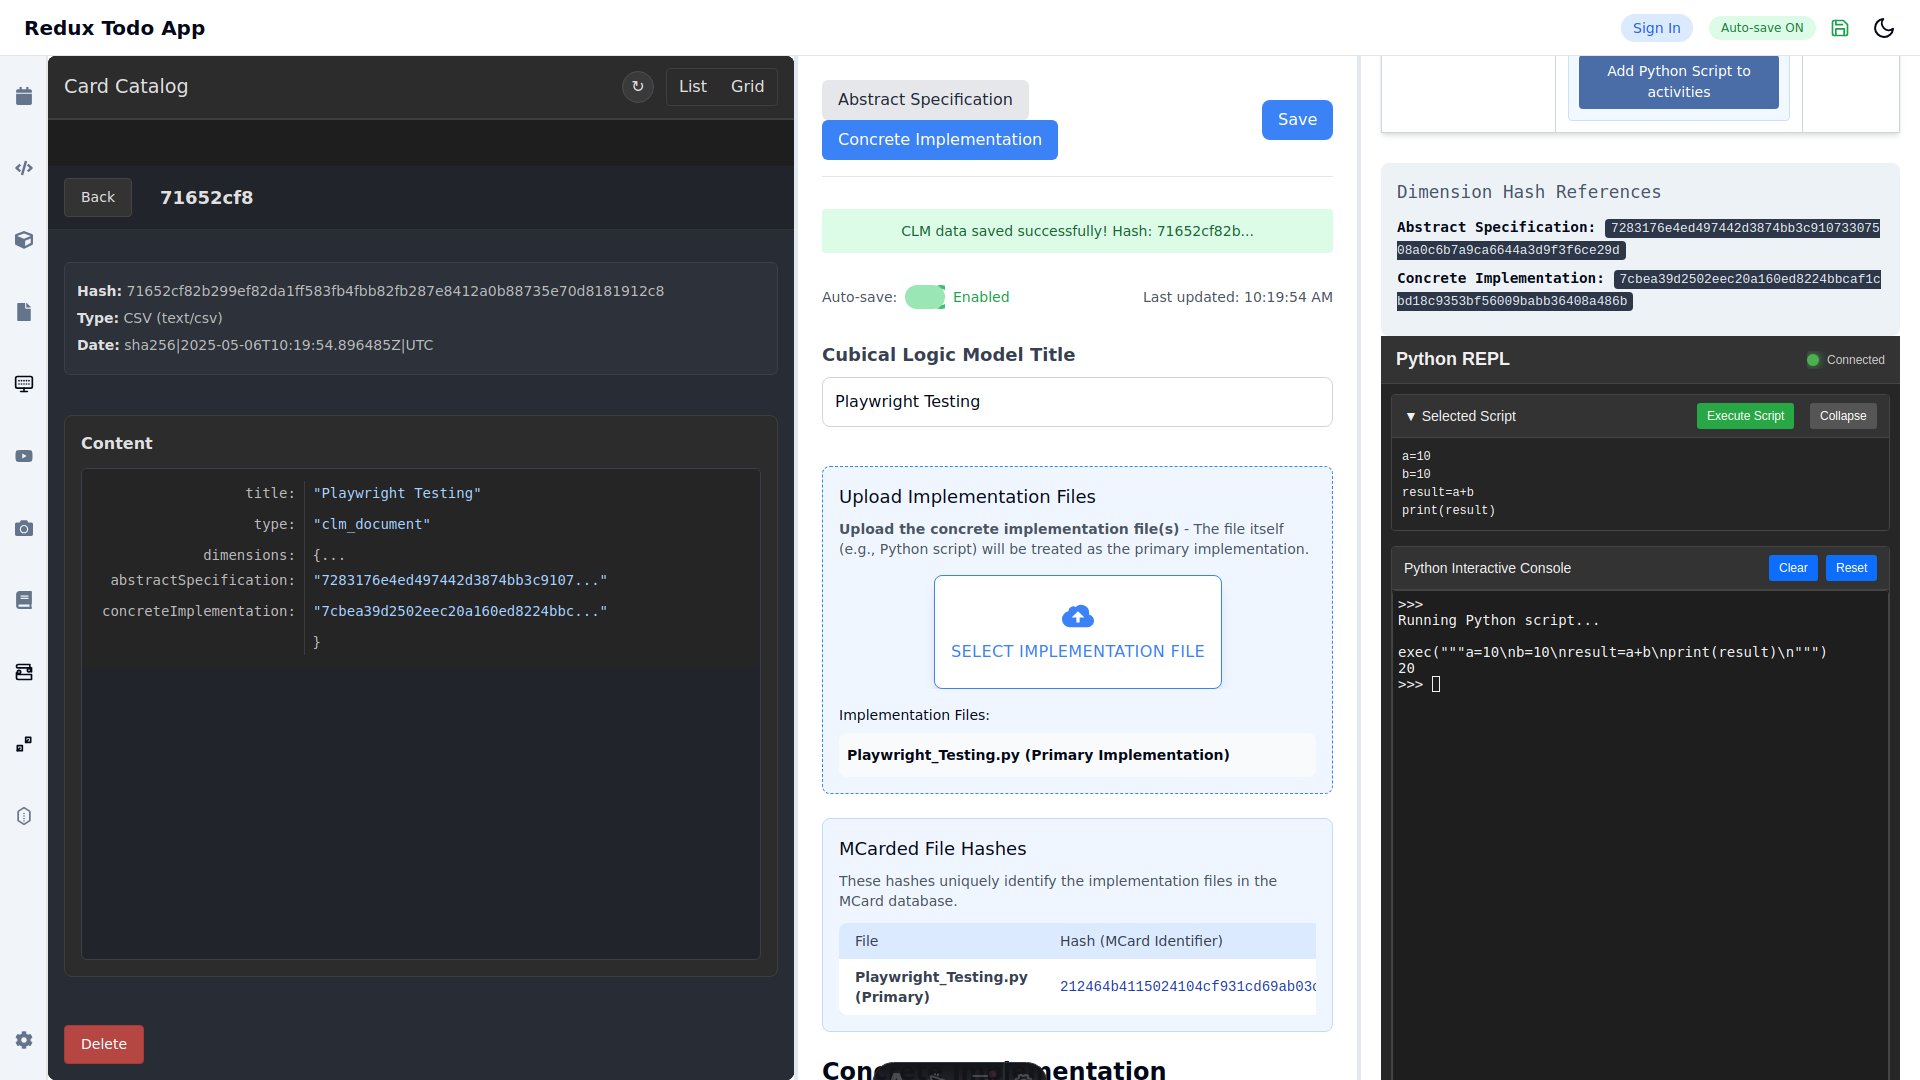 Redux Todo App
Sign In
Auto-save ON
Card Catalog
↻
List
Grid
Back
71652cf8
Hash: 71652cf82b299ef82da1ff583fb4fbb82fb287e8412a0b88735e70d8181912c8
Type: CSV (text/csv)
Date: sha256|2025-05-06T10:19:54.896485Z|UTC
Content
title: "Playwright Testing"
type: "clm_document"
dimensions: {...
abstractSpecification: "7283176e4ed497442d3874bb3c9107..."
concreteImplementation: "7cbea39d2502eec20a160ed8224bbc..."
}
Delete
Abstract Specification
Concrete Implementation
Save
CLM data saved successfully! Hash: 71652cf82b...
Auto-save:
Enabled
Last updated: 10:19:54 AM
Cubical Logic Model Title
Playwright Testing
Upload Implementation Files
Upload the concrete implementation file(s) - The file itself
(e.g., Python script) will be treated as the primary implementation.
SELECT IMPLEMENTATION FILE
Implementation Files:
Playwright_Testing.py (Primary Implementation)
MCarded File Hashes
These hashes uniquely identify the implementation files in the
MCard database.
File
Hash (MCard Identifier)
Playwright_Testing.py
(Primary)
212464b4115024104cf931cd69ab03c
Add Python Script to
activities
Dimension Hash References
Abstract Specification: 7283176e4ed497442d3874bb3c910733075
08a0c6b7a9ca6644a3d9f3f6ce29d
Concrete Implementation: 7cbea39d2502eec20a160ed8224bbcaf1c
bd18c9353bf56009babb36408a486b
Python REPL
Connected
▼ Selected Script
Execute Script
Collapse
a=10
b=10
result=a+b
print(result)
Python Interactive Console
Clear
Reset
>>>
Running Python script...
exec("""a=10\nb=10\nresult=a+b\nprint(result)\n""")
20
>>>